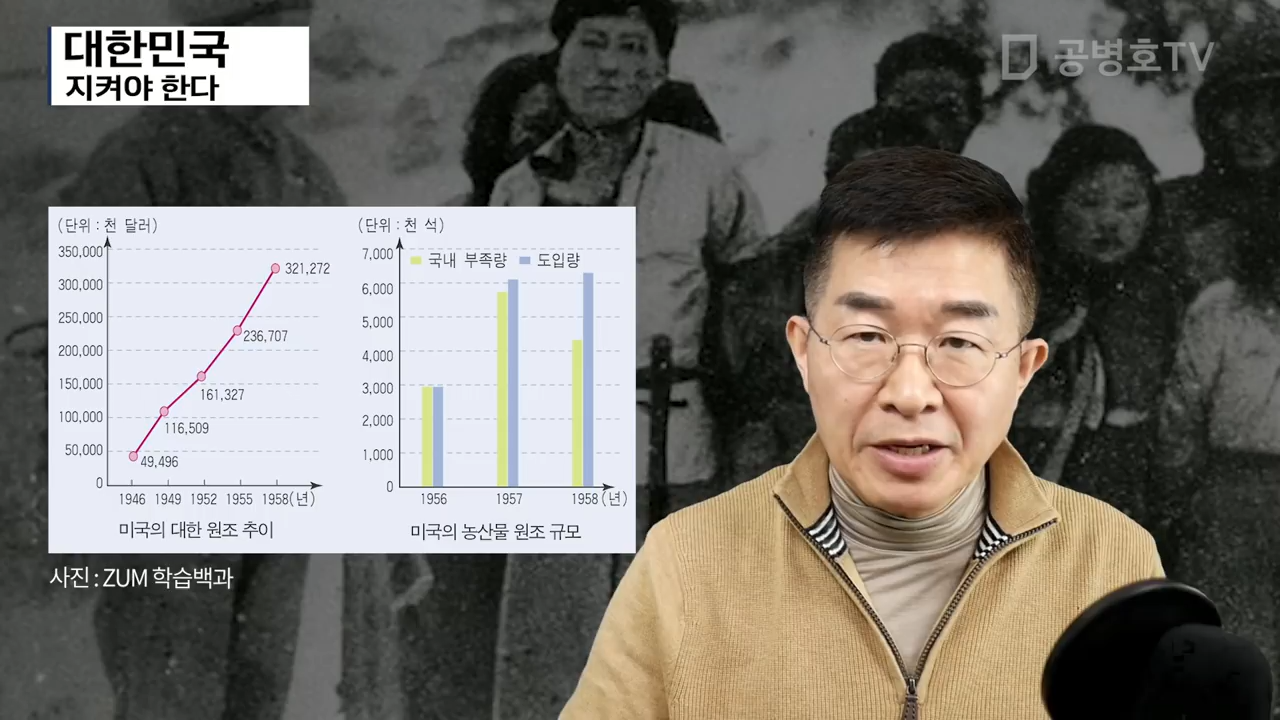 대한민국
지켜야 한다
공병호TV
(단위 : 천 달러)
350,000
300,000
250,000
200,000
150,000
100,000
50,000
0
321,272
236,707
161,327
116,509
49,496
1946 1949 1952 1955 1958(년)
미국의 대한 원조 추이
(단위 : 천 석)
7,000
6,000
5,000
4,000
3,000
2,000
1,000
0
국내 부족량 도입량
1956 1957 1958 (년)
미국의 농산물 원조 규모
사진 : ZUM 학습백과